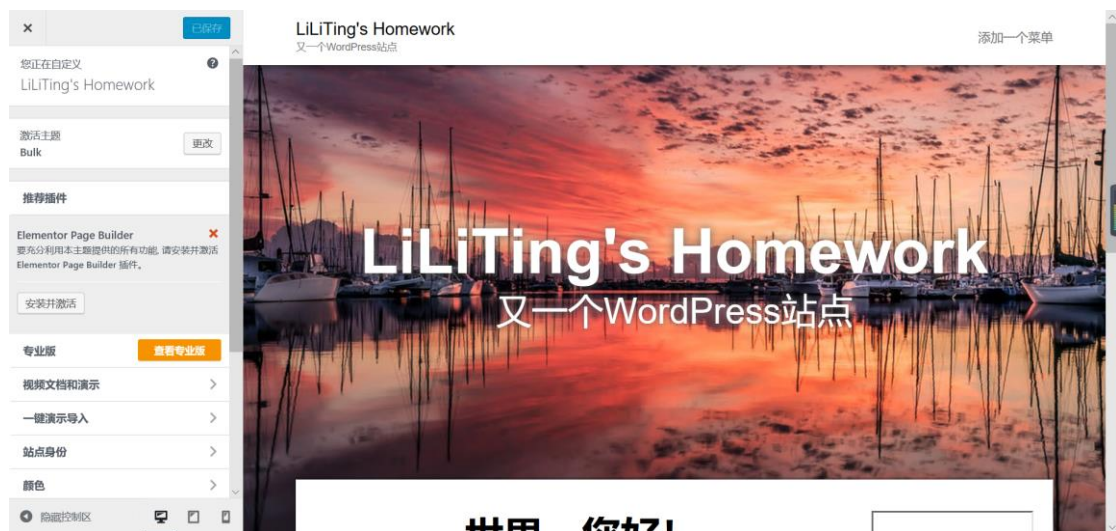 已保存
您正在自定义
LiLiTing's Homework
激活主题
Bulk
更改
推荐插件
Elementor Page Builder
要充分利用本主题提供的所有功能, 请安装并激活
Elementor Page Builder 插件。
安装并激活
专业版
查看专业版
视频文档和演示
一键演示导入
站点身份
颜色
隐藏控制区
LiLiTing's Homework
又一个WordPress站点
添加一个菜单
LiLiTing's Homework
又一个WordPress站点
世界，您好!